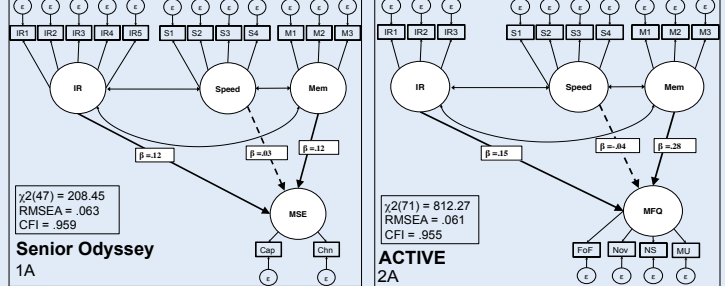 ε ε ε ε ε ε ε ε ε ε ε ε
IR1 IR2 IR3 IR4 IR5 S1 S2 S3 S4 M1 M2 M3
IR Speed Mem
β =.12
β =.03
β =.12
χ2(47) = 208.45
RMSEA = .063
CFI = .959
MSE
Senior Odyssey
1A
Cap Chn
ε ε
ε ε ε ε ε ε ε ε ε ε
IR1 IR2 IR3 S1 S2 S3 S4 M1 M2 M3
IR Speed Mem
β =.15
β =-.04
β =.28
χ2(71) = 812.27
RMSEA = .061
CFI = .955
MFQ
ACTIVE
2A
FoF Nov NS MU
ε ε ε ε